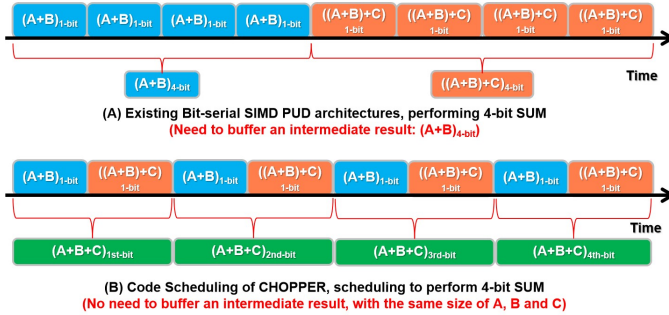 (A+B)1-bit (A+B)1-bit (A+B)1-bit (A+B)1-bit ((A+B)+C) ((A+B)+C) ((A+B)+C) ((A+B)+C)
1-bit 1-bit 1-bit 1-bit
Time
(A+B)4-bit ((A+B)+C)4-bit
(A) Existing Bit-serial SIMD PUD architectures, performing 4-bit SUM
(Need to buffer an intermediate result: (A+B)4-bit)
(A+B)1-bit ((A+B)+C) (A+B)1-bit ((A+B)+C) (A+B)1-bit ((A+B)+C) (A+B)1-bit ((A+B)+C)
1-bit 1-bit 1-bit 1-bit
Time
(A+B+C)1st-bit (A+B+C)2nd-bit (A+B+C)3rd-bit (A+B+C)4th-bit
(B) Code Scheduling of CHOPPER, scheduling to perform 4-bit SUM
(No need to buffer an intermediate result, with the same size of A, B and C)